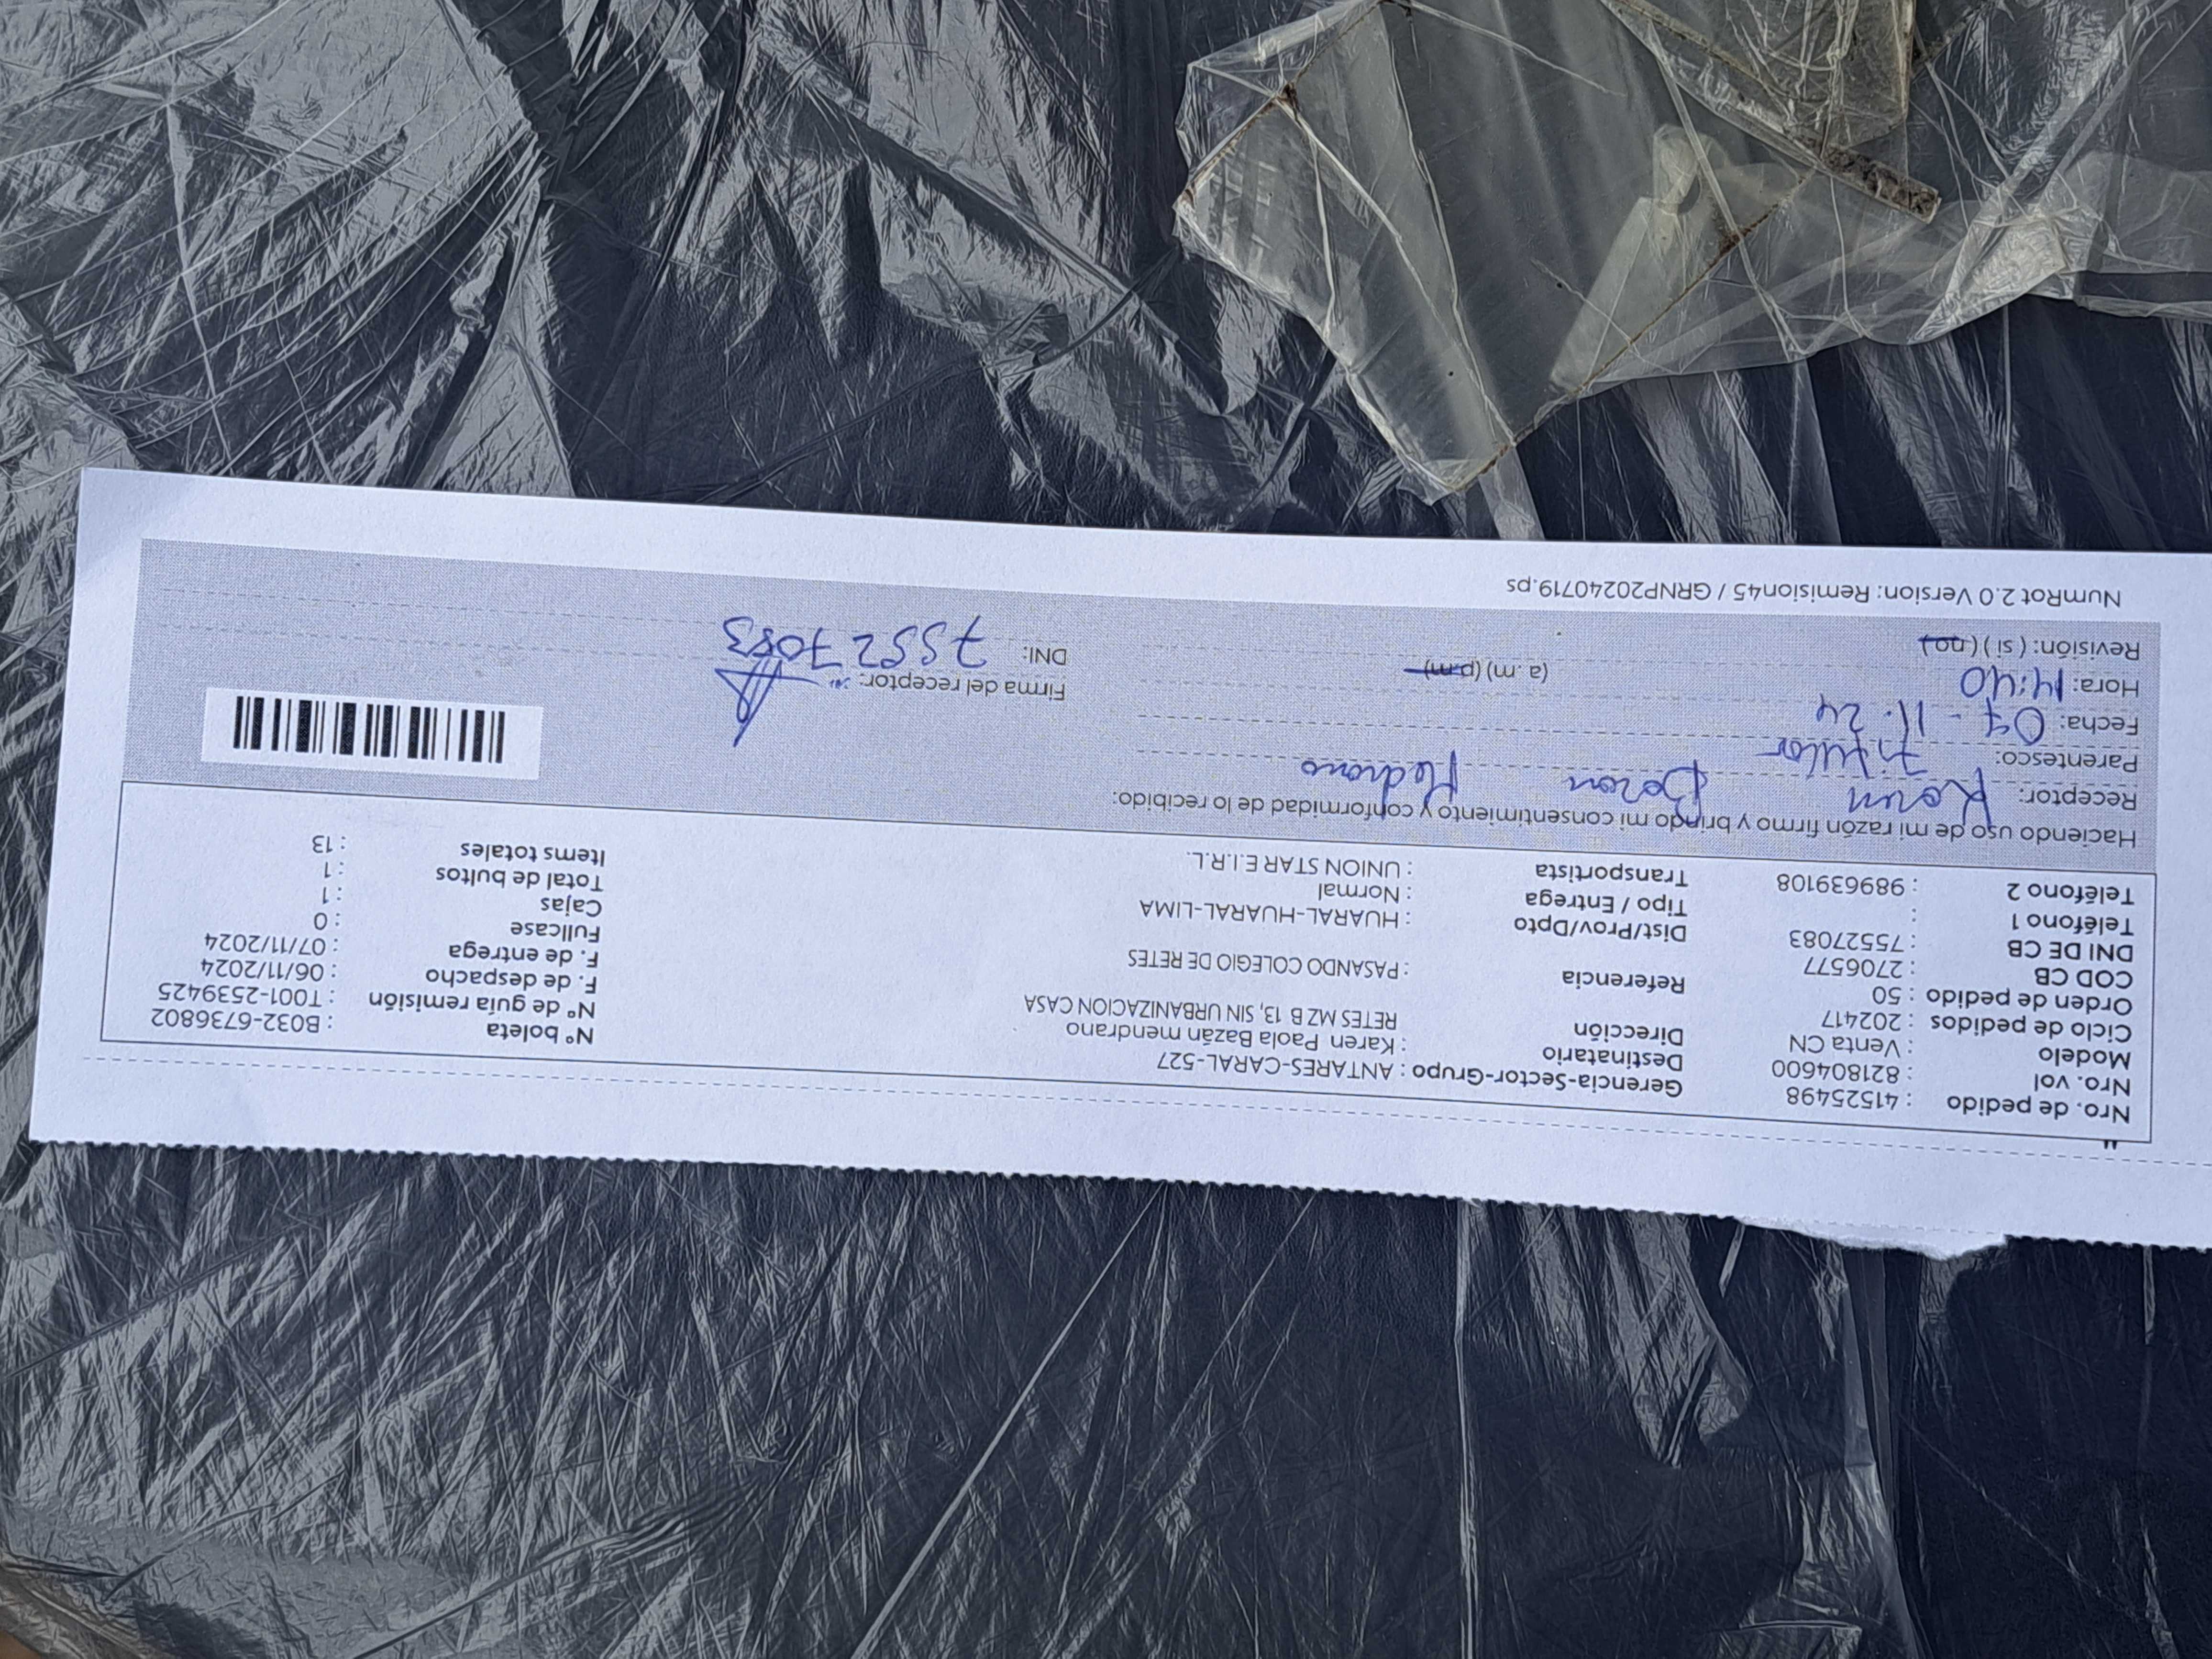 Nro. de pedido : 41525498 Gerencia-Sector-Grupo : ANTARES-CARAL-527 Nº boleta : B032-6736802
Nro. vol : 821804600 Destinatario : Karen Paola Bazán mendrano Nº de guía remisión : T001-2539425
Modelo : Venta CN Dirección RETES MZ B 13, SIN URBANIZACION CASA F. de despacho : 06/11/2024
Ciclo de pedidos : 202417 F. de entrega : 07/11/2024
Orden de pedido : 50 Referencia : PASANDO COLEGIO DE RETES Fullcase : 0
COD CB : 2706577 Cajas : 1
DNI DE CB : 75527083 Dist/Prov/Dpto : HUARAL-HUARAL-LIMA Total de bultos : 1
Teléfono 1 : Tipo / Entrega : Normal Items totales : 13
Teléfono 2 : 989639108 Transportista : UNION STAR E.I.R.L.
Haciendo uso de mi razón firmo y brindo mi consentimiento y conformidad de lo recibido:
Receptor: Karen Bazan Medrano
Parentesco: Titular
Fecha: 07-11-24
Hora: 14:40 (a.m) (p.m) Firma del receptor:
Revisión: (si) (no) DNI: 75527083
NumRot 2.0 Version: Remision45 / GRNP20240719.ps